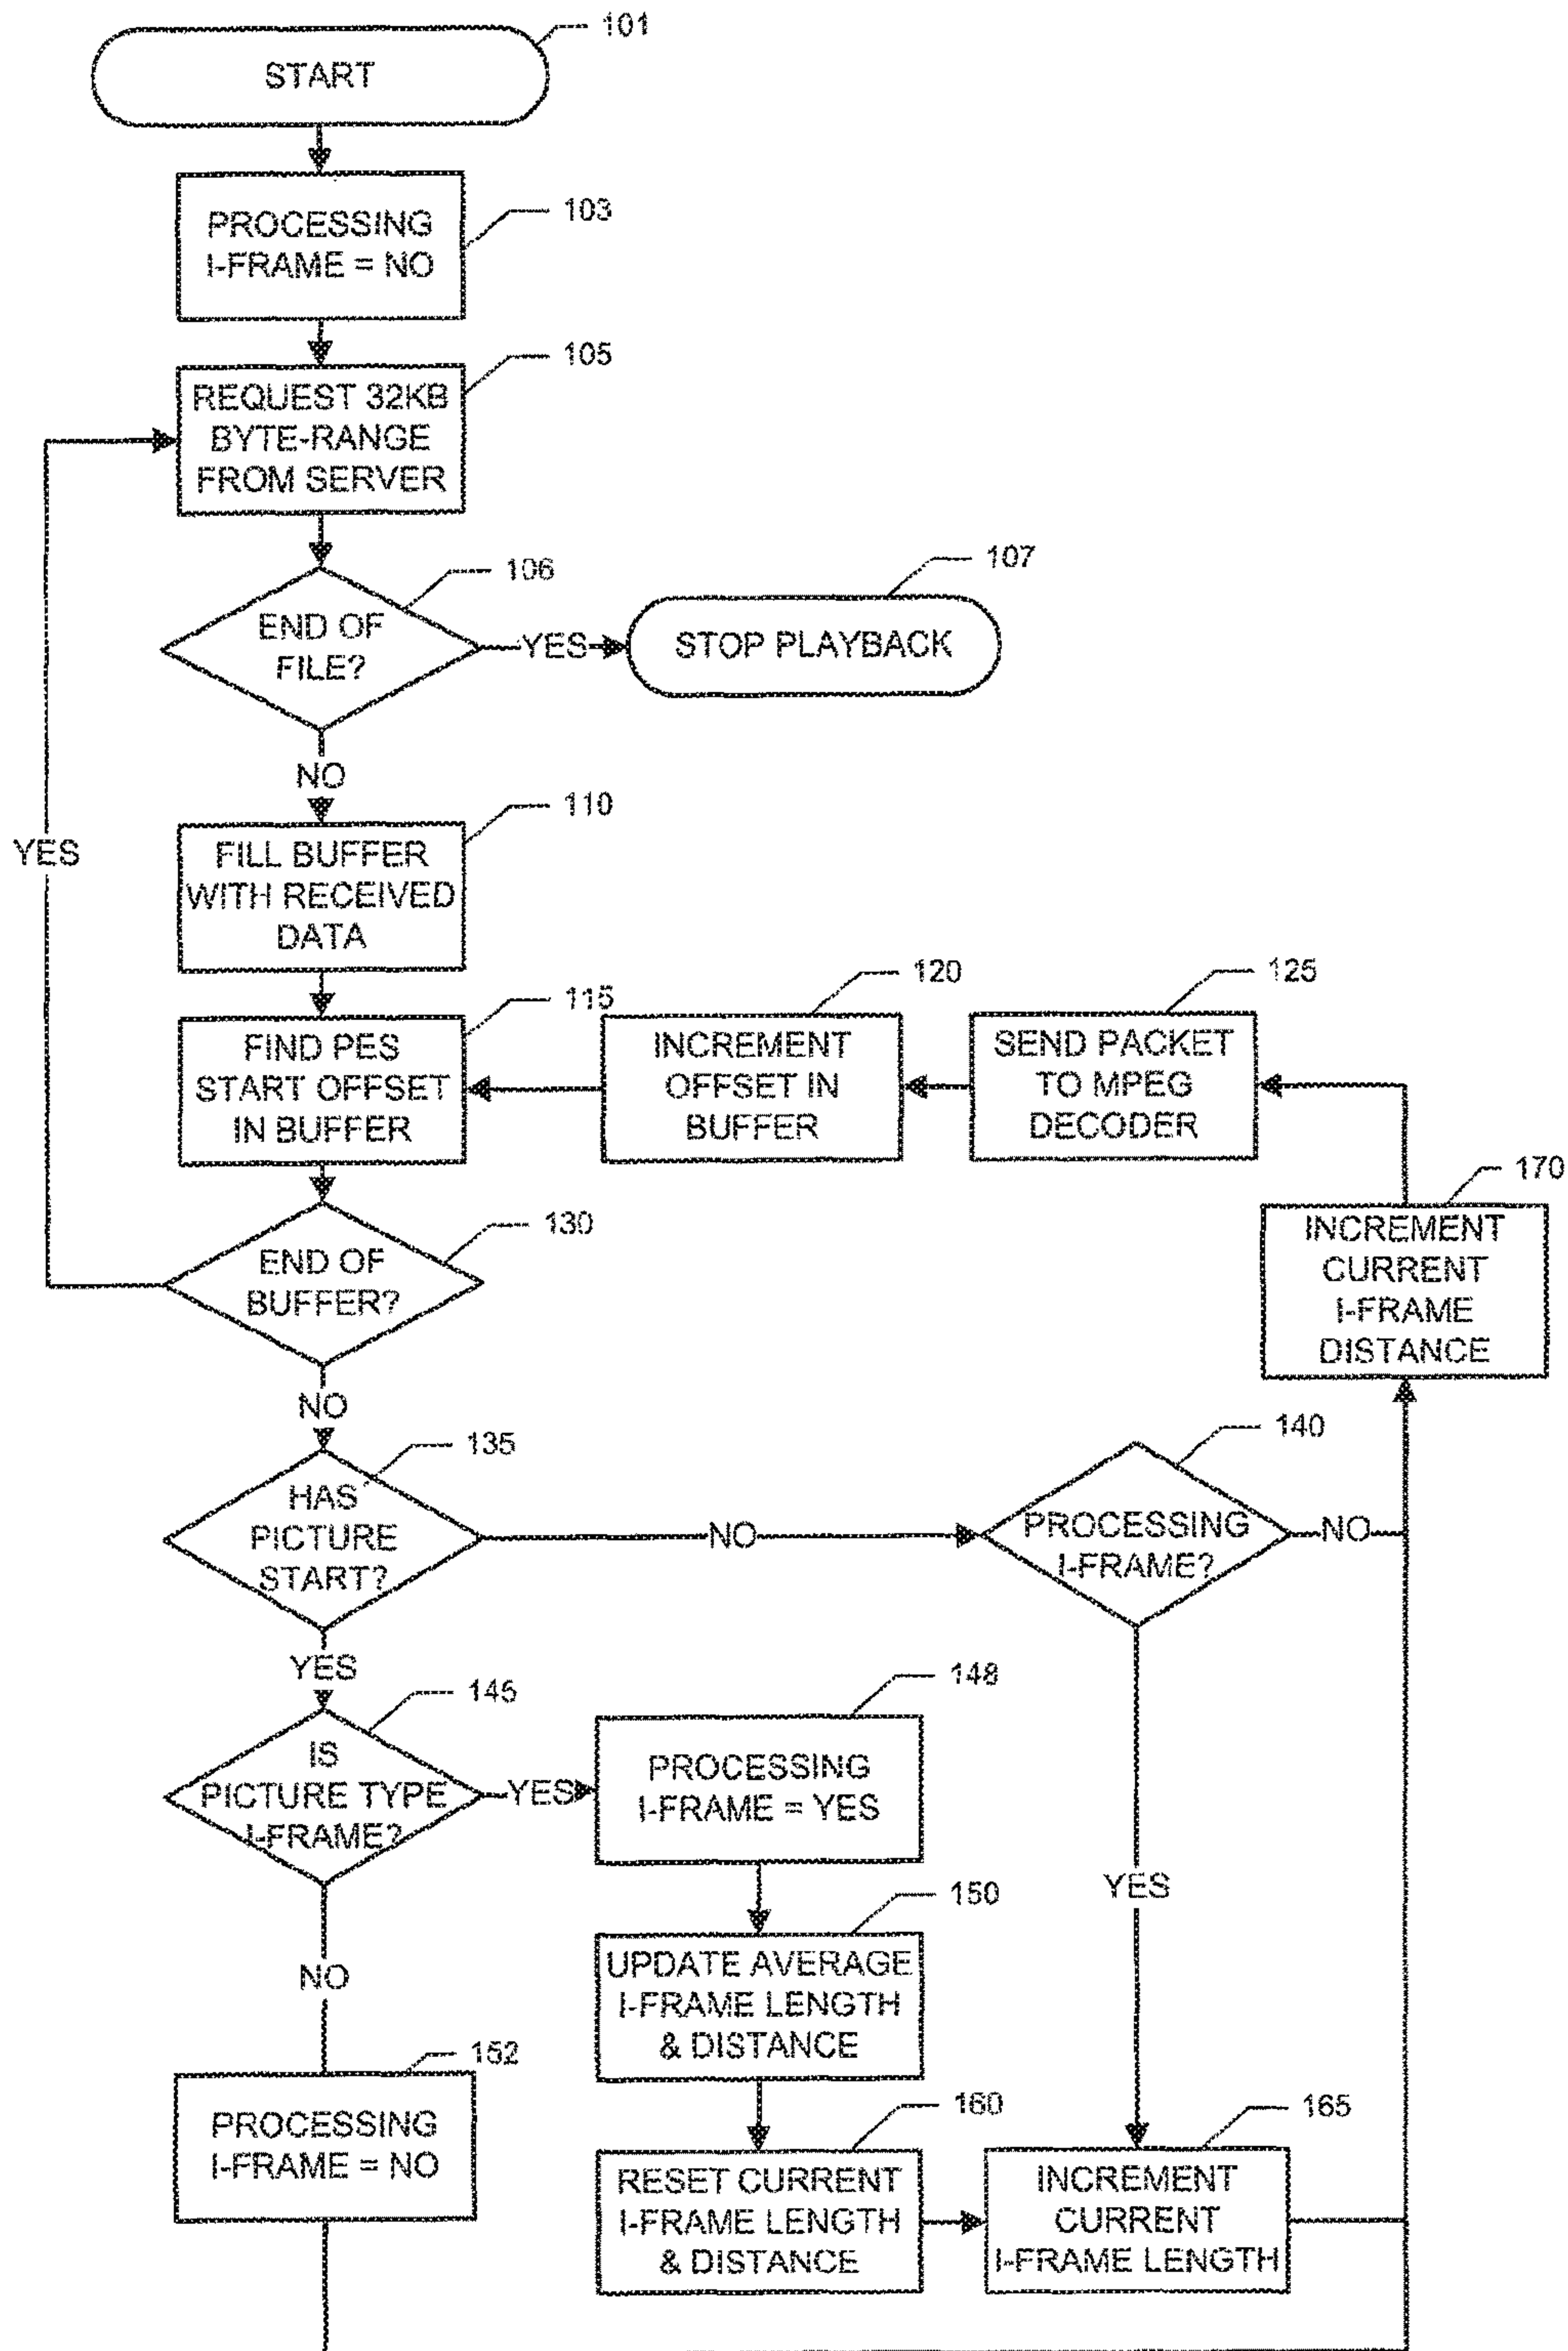 101
START
PROCESSING
I-FRAME = NO
103
REQUEST 32KB
BYTE-RANGE
FROM SERVER
105
END OF
FILE?
106
YES
STOP PLAYBACK
107
NO
YES
FILL BUFFER
WITH RECEIVED
DATA
110
FIND PES
START OFFSET
IN BUFFER
115
INCREMENT
OFFSET IN
BUFFER
120
SEND PACKET
TO MPEG
DECODER
125
INCREMENT
CURRENT
I-FRAME
DISTANCE
170
END OF
BUFFER?
130
NO
HAS
PICTURE
START?
135
NO
PROCESSING
I-FRAME?
140
NO
YES
YES
IS
PICTURE TYPE
I-FRAME?
145
YES
PROCESSING
I-FRAME = YES
148
UPDATE AVERAGE
I-FRAME LENGTH
& DISTANCE
150
NO
PROCESSING
I-FRAME = NO
152
RESET CURRENT
I-FRAME LENGTH
& DISTANCE
160
INCREMENT
CURRENT
I-FRAME LENGTH
165